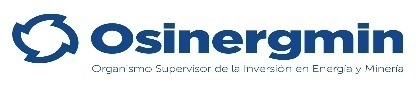 Osinergmin
Organismo Supervisor de la Inversión en Energía y Minería